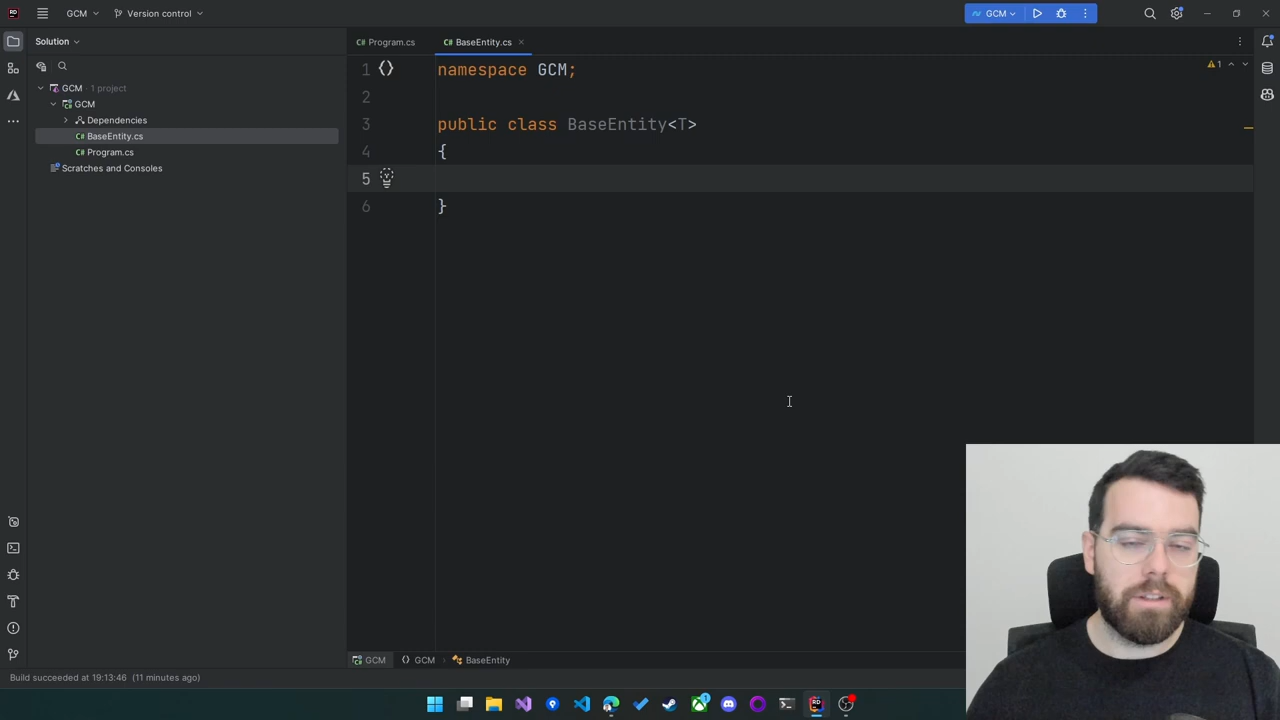 GCM
Version control
GCM
Solution
Program.cs
BaseEntity.cs
GCM · 1 project
GCM
Dependencies
C# BaseEntity.cs
C# Program.cs
Scratches and Consoles
1 namespace GCM;
2
3 public class BaseEntity<T>
4 {
5
6 }
1
GCM
GCM
BaseEntity
Build succeeded at 19:13:46 (11 minutes ago)